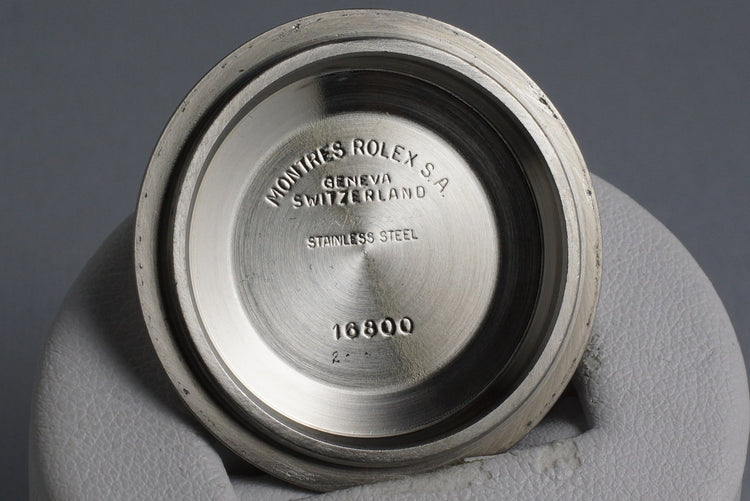 MONTRES ROLEX S.A.
GENEVA
SWITZERLAND
STAINLESS STEEL
16800